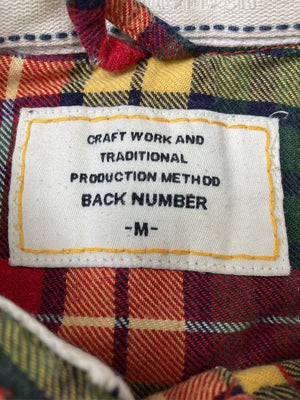 CRAFT WORK AND
TRADITIONAL
PRODUCTION METHOD
BACK NUMBER
-M-